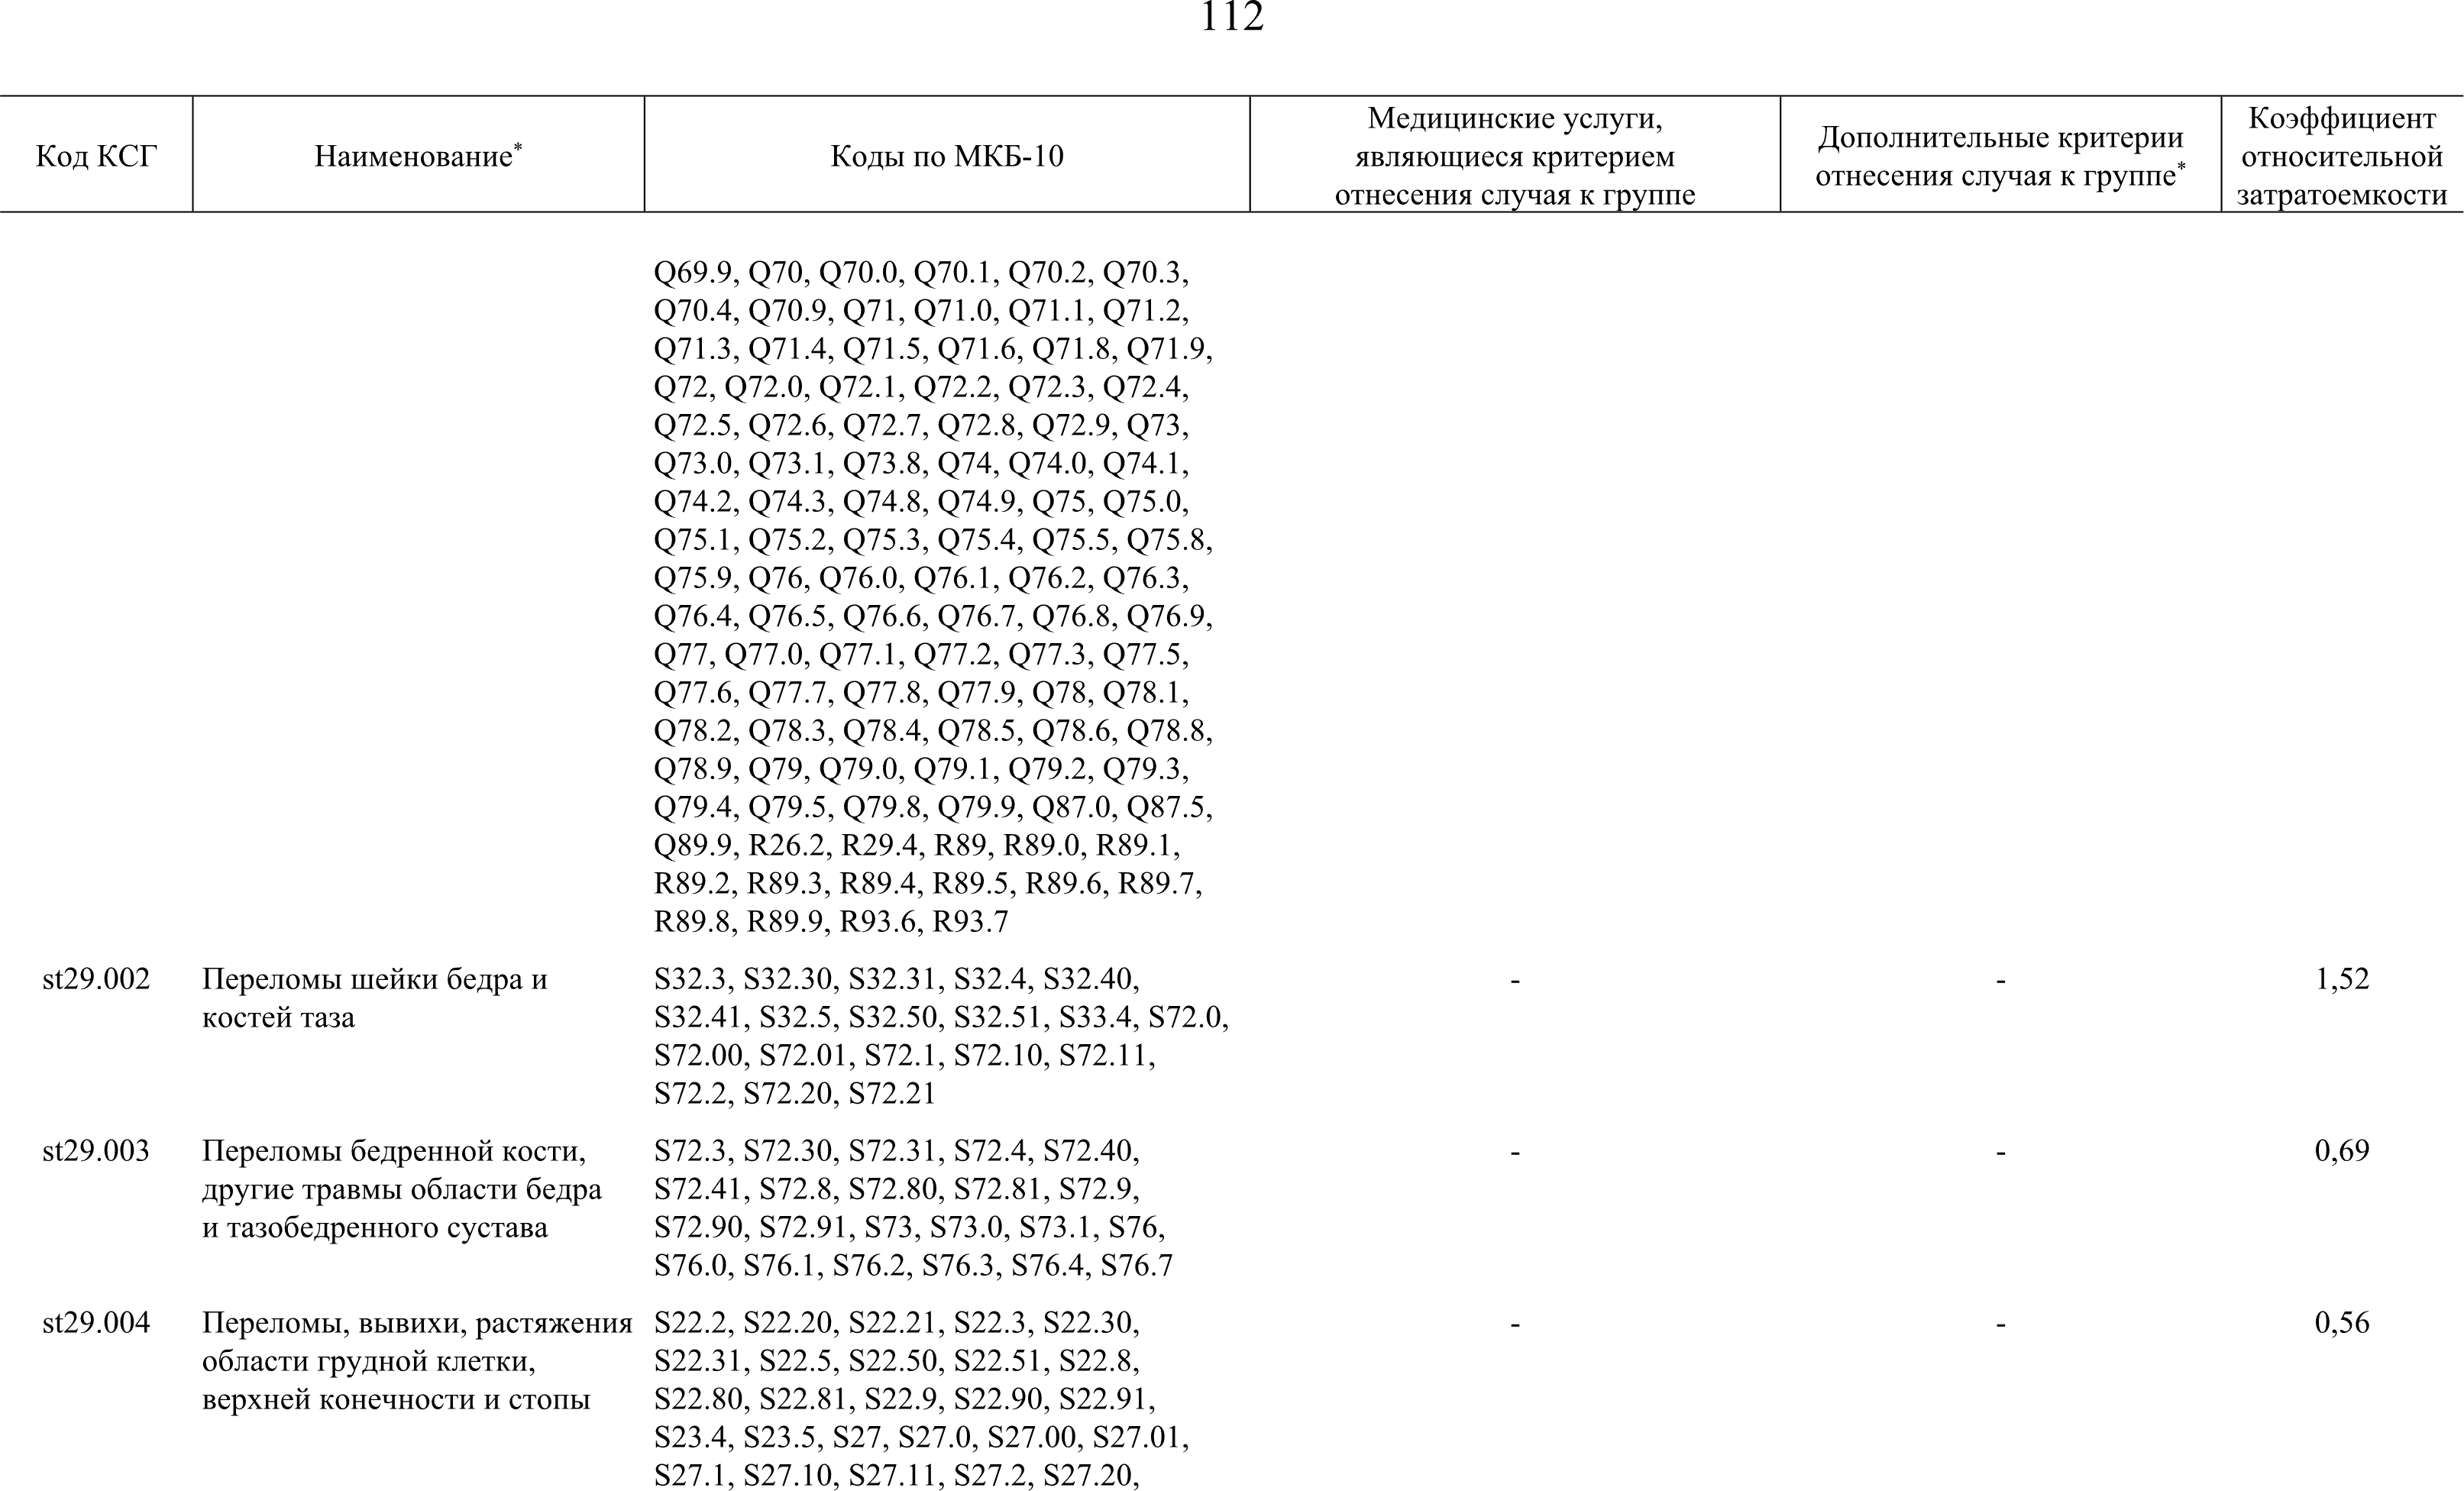 112
Код КСГ
Наименование*
Коды по МКБ-10
Медицинские услуги,
являющиеся критерием
отнесения случая к группе
Дополнительные критерии
отнесения случая к группе*
Коэффициент
относительной
затратоемкости
Q69.9, Q70, Q70.0, Q70.1, Q70.2, Q70.3,
Q70.4, Q70.9, Q71, Q71.0, Q71.1, Q71.2,
Q71.3, Q71.4, Q71.5, Q71.6, Q71.8, Q71.9,
Q72, Q72.0, Q72.1, Q72.2, Q72.3, Q72.4,
Q72.5, Q72.6, Q72.7, Q72.8, Q72.9, Q73,
Q73.0, Q73.1, Q73.8, Q74, Q74.0, Q74.1,
Q74.2, Q74.3, Q74.8, Q74.9, Q75, Q75.0,
Q75.1, Q75.2, Q75.3, Q75.4, Q75.5, Q75.8,
Q75.9, Q76, Q76.0, Q76.1, Q76.2, Q76.3,
Q76.4, Q76.5, Q76.6, Q76.7, Q76.8, Q76.9,
Q77, Q77.0, Q77.1, Q77.2, Q77.3, Q77.5,
Q77.6, Q77.7, Q77.8, Q77.9, Q78, Q78.1,
Q78.2, Q78.3, Q78.4, Q78.5, Q78.6, Q78.8,
Q78.9, Q79, Q79.0, Q79.1, Q79.2, Q79.3,
Q79.4, Q79.5, Q79.8, Q79.9, Q87.0, Q87.5,
Q89.9, R26.2, R29.4, R89, R89.0, R89.1,
R89.2, R89.3, R89.4, R89.5, R89.6, R89.7,
R89.8, R89.9, R93.6, R93.7
st29.002
Переломы шейки бедра и
костей таза
S32.3, S32.30, S32.31, S32.4, S32.40,
S32.41, S32.5, S32.50, S32.51, S33.4, S72.0,
S72.00, S72.01, S72.1, S72.10, S72.11,
S72.2, S72.20, S72.21
-
-
1,52
st29.003
Переломы бедренной кости,
другие травмы области бедра
и тазобедренного сустава
S72.3, S72.30, S72.31, S72.4, S72.40,
S72.41, S72.8, S72.80, S72.81, S72.9,
S72.90, S72.91, S73, S73.0, S73.1, S76,
S76.0, S76.1, S76.2, S76.3, S76.4, S76.7
-
-
0,69
st29.004
Переломы, вывихи, растяжения
области грудной клетки,
верхней конечности и стопы
S22.2, S22.20, S22.21, S22.3, S22.30,
S22.31, S22.5, S22.50, S22.51, S22.8,
S22.80, S22.81, S22.9, S22.90, S22.91,
S23.4, S23.5, S27, S27.0, S27.00, S27.01,
S27.1, S27.10, S27.11, S27.2, S27.20,
-
-
0,56